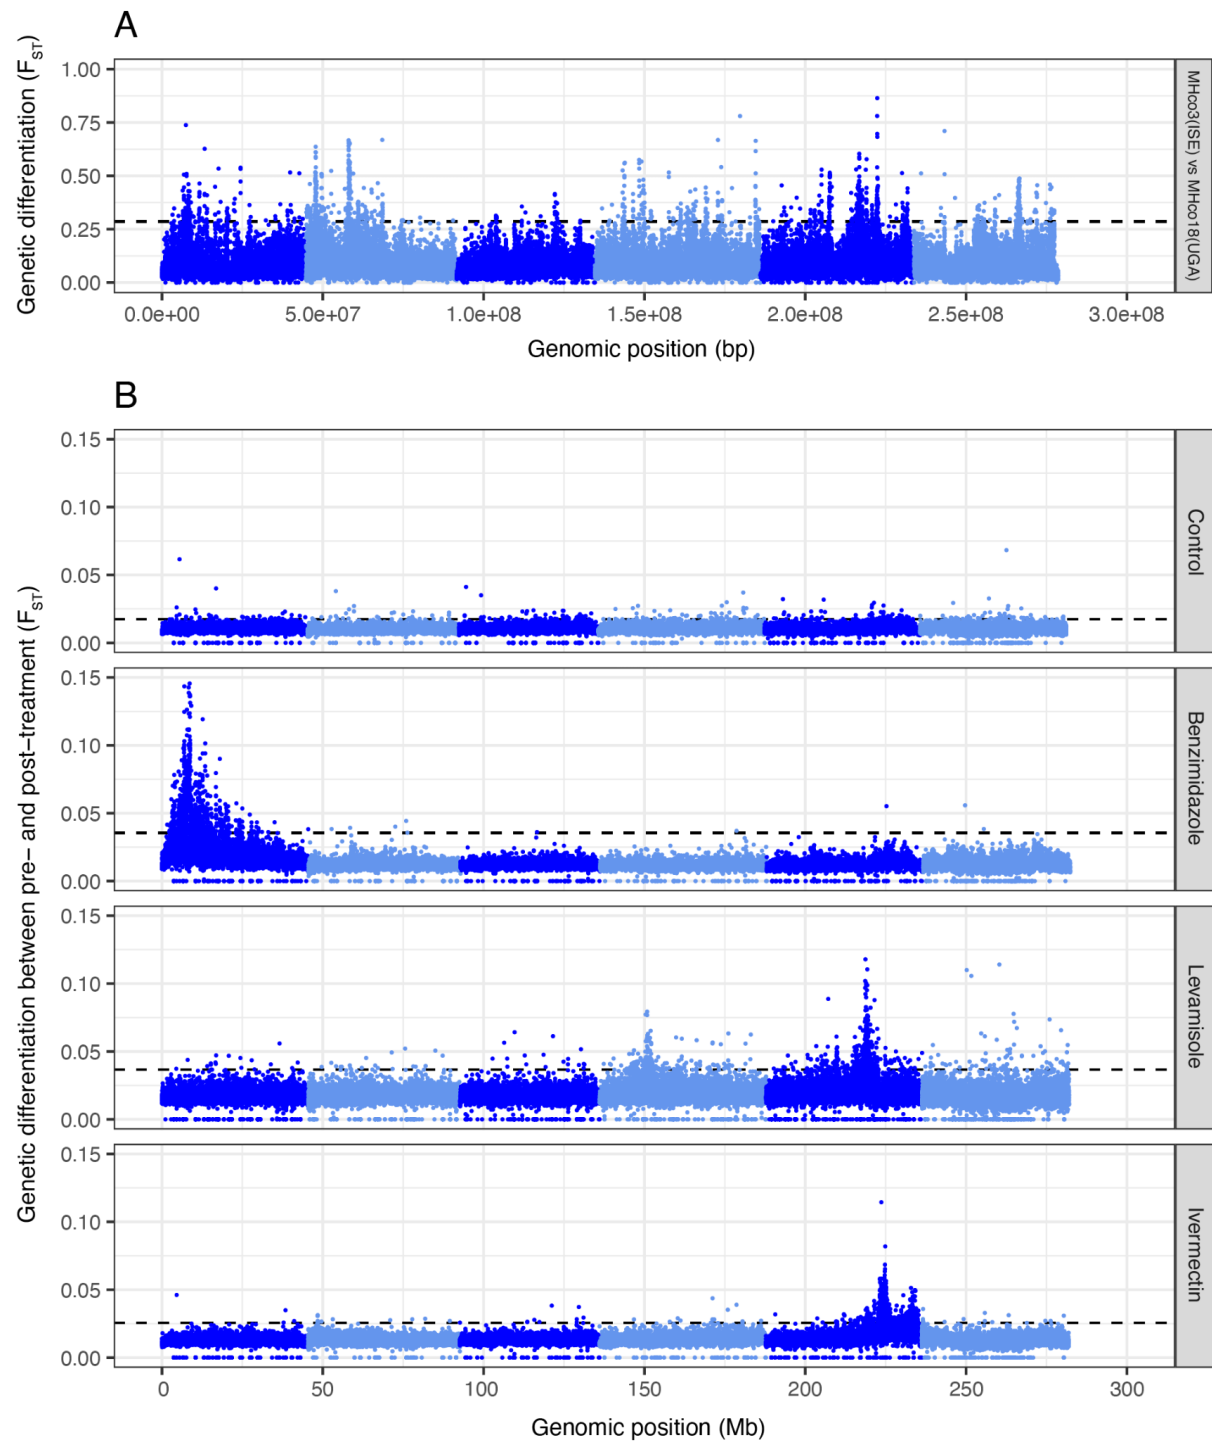 A
Genetic differentiation (FST)
1.00
0.75
0.50
0.25
0.00
MHco3(ISE) vs MHco18(UGA)
0.0e+00 5.0e+07 1.0e+08 1.5e+08 2.0e+08 2.5e+08 3.0e+08
Genomic position (bp)
B
Genetic differentiation between pre− and post−treatment (FST)
0.15
0.10
0.05
0.00
Control
0.15
0.10
0.05
0.00
Benzimidazole
0.15
0.10
0.05
0.00
Levamisole
0.15
0.10
0.05
0.00
Ivermectin
0 50 100 150 200 250 300
Genomic position (Mb)